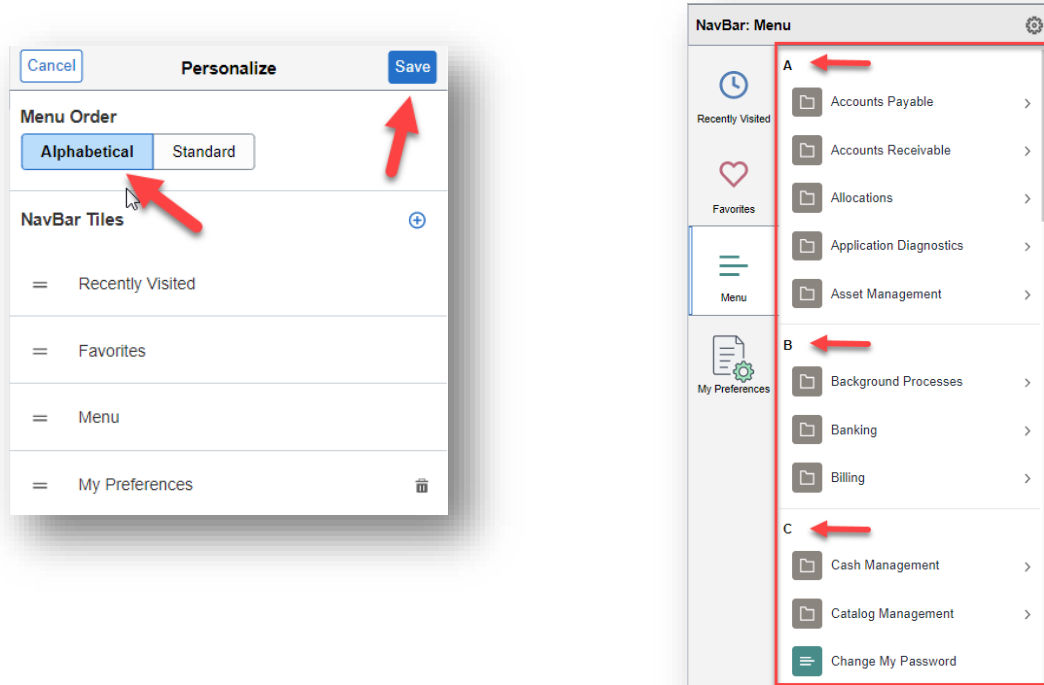 Cancel
Personalize
Save
Menu Order
Alphabetical
Standard
NavBar Tiles
Recently Visited
Favorites
Menu
My Preferences
NavBar: Menu
Recently Visited
Favorites
Menu
My Preferences
A
Accounts Payable
Accounts Receivable
Allocations
Application Diagnostics
Asset Management
B
Background Processes
Banking
Billing
C
Cash Management
Catalog Management
Change My Password